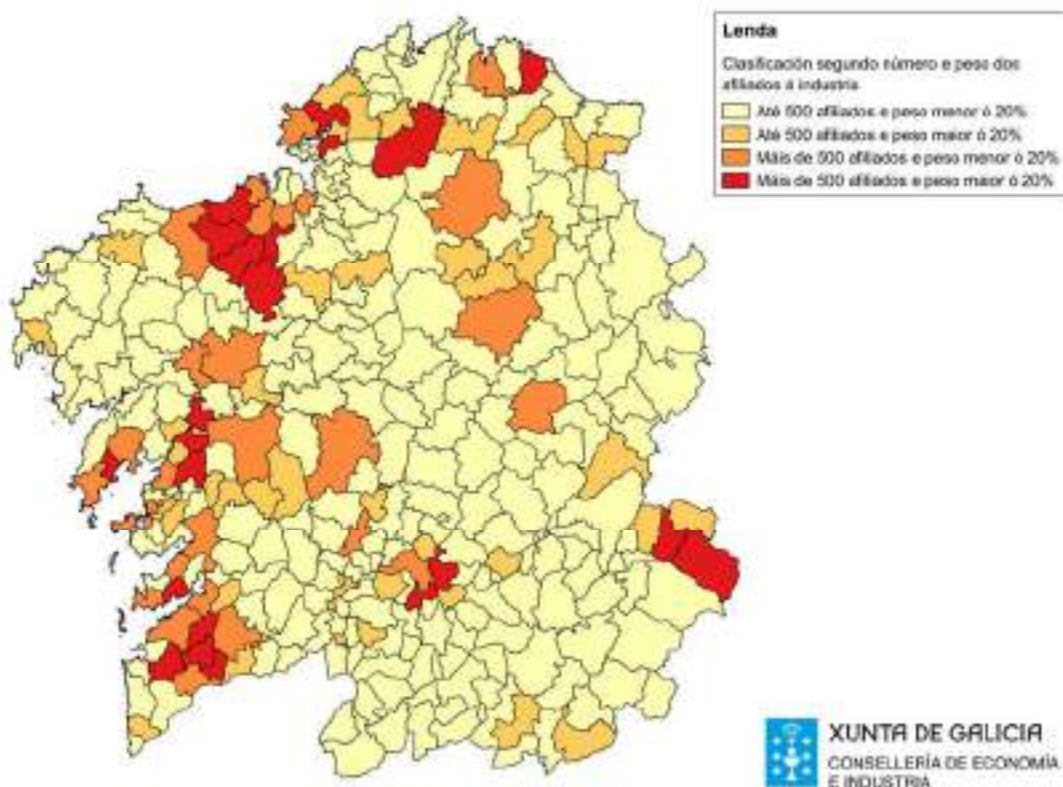 Lenda
Clasificación segundo número e peso dos
afiliados á industria
Até 500 afiliados e peso menor ó 20%
Até 500 afiliados e peso maior ó 20%
Máis de 500 afiliados e peso menor ó 20%
Máis de 500 afiliados e peso maior ó 20%
XUNTA DE GALICIA
CONSELLERÍA DE ECONOMÍA
E INDUSTRIA